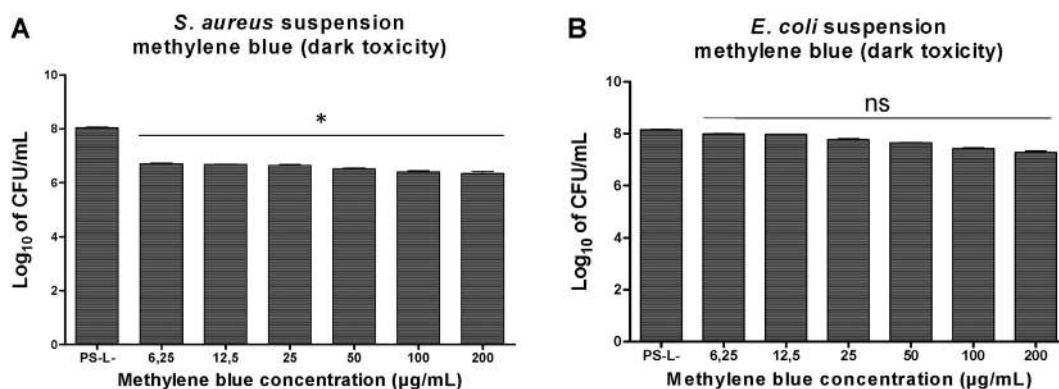 A
S. aureus suspension
methylene blue (dark toxicity)
Log10 of CFU/mL
10
8
6
4
2
0
*
PS-L- 6,25 12,5 25 50 100 200
Methylene blue concentration (µg/mL)
B
E. coli suspension
methylene blue (dark toxicity)
Log10 of CFU/mL
10
8
6
4
2
0
ns
PS-L- 6,25 12,5 25 50 100 200
Methylene blue concentration (µg/mL)